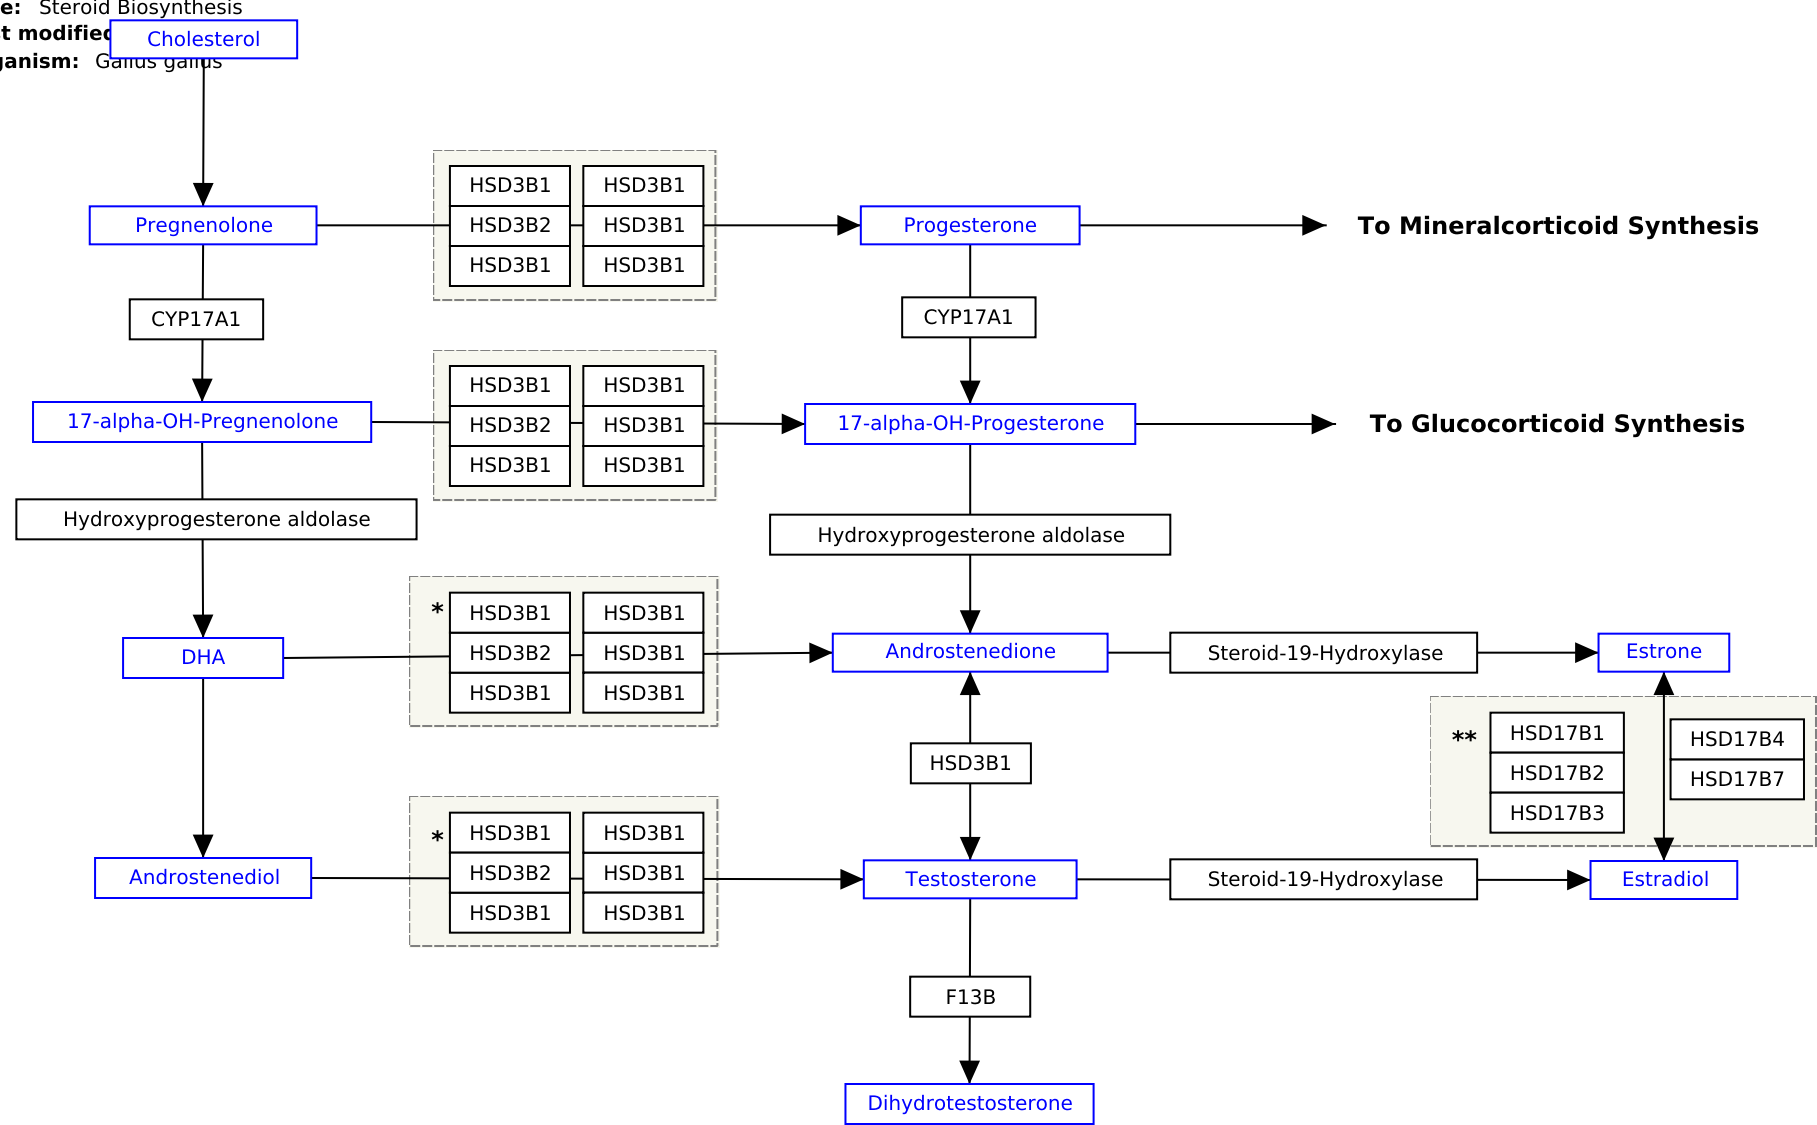 e: Steroid Biosynthesis
t modified
Cholesterol
ganism: Gallus gallus
HSD3B1 HSD3B1
Pregnenolone HSD3B2 HSD3B1 Progesterone To Mineralcorticoid Synthesis
HSD3B1 HSD3B1
CYP17A1 CYP17A1
HSD3B1 HSD3B1
17-alpha-OH-Pregnenolone HSD3B2 HSD3B1 17-alpha-OH-Progesterone To Glucocorticoid Synthesis
HSD3B1 HSD3B1
Hydroxyprogesterone aldolase Hydroxyprogesterone aldolase
* HSD3B1 HSD3B1
DHA HSD3B2 HSD3B1 Androstenedione Steroid-19-Hydroxylase Estrone
HSD3B1 HSD3B1
** HSD17B1 HSD17B4
HSD3B1 HSD17B2 HSD17B7
HSD17B3
* HSD3B1 HSD3B1
Androstenediol HSD3B2 HSD3B1 Testosterone Steroid-19-Hydroxylase Estradiol
HSD3B1 HSD3B1
F13B
Dihydrotestosterone